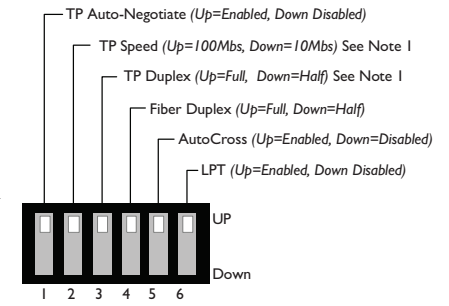 TP Auto-Negotiate (Up=Enabled, Down Disabled)
TP Speed (Up=100Mbs, Down=10Mbs) See Note 1
TP Duplex (Up=Full, Down=Half) See Note 1
Fiber Duplex (Up=Full, Down=Half)
AutoCross (Up=Enabled, Down=Disabled)
LPT (Up=Enabled, Down Disabled)
UP
Down
1 2 3 4 5 6